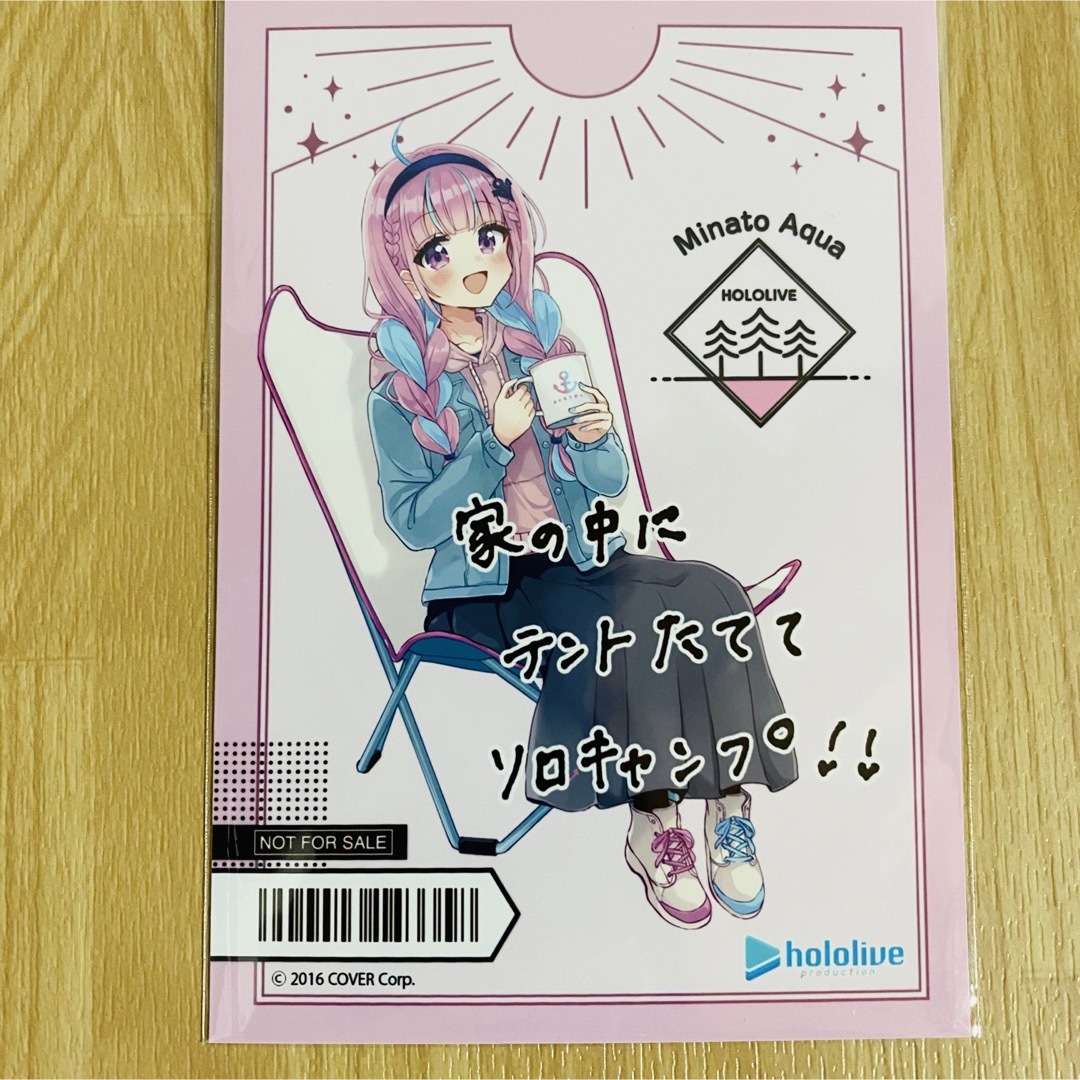 Minato Aqua
HOLOLIVE
家の中に
テントたてて
ソロキャンプ!!
NOT FOR SALE
© 2016 COVER Corp.
hololive
production